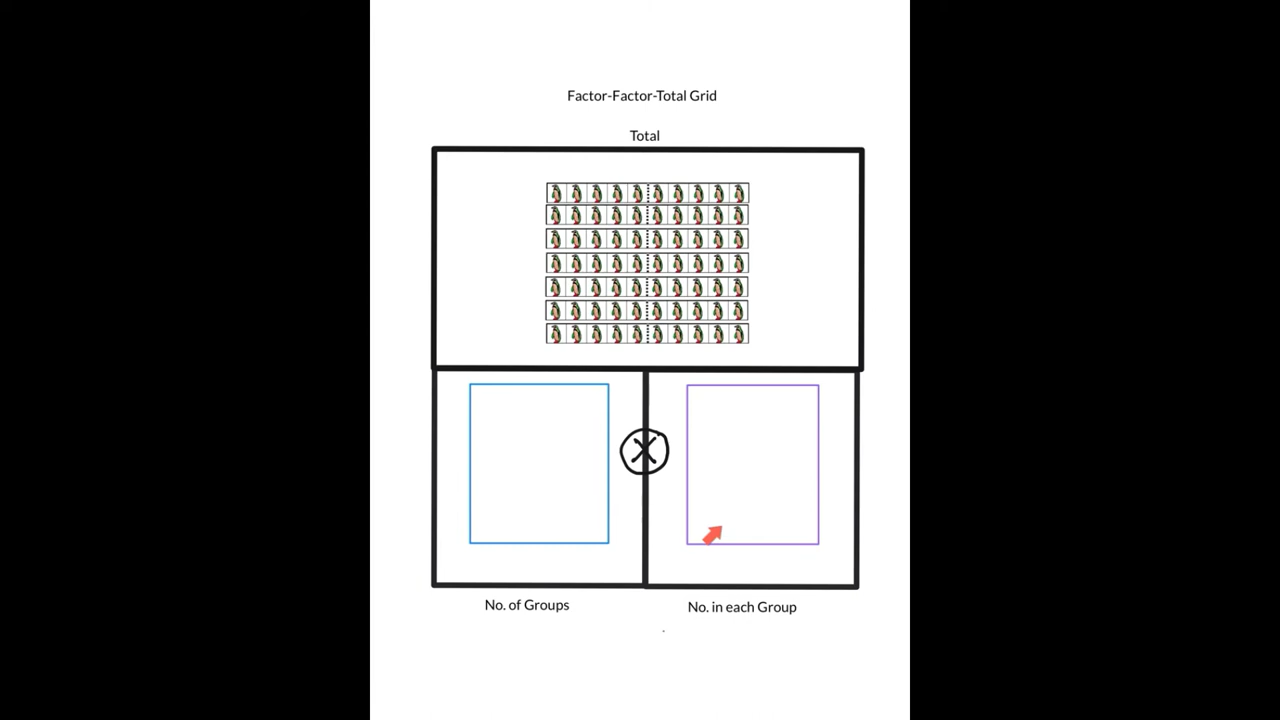 Factor-Factor-Total Grid
Total
X
No. of Groups
No. in each Group